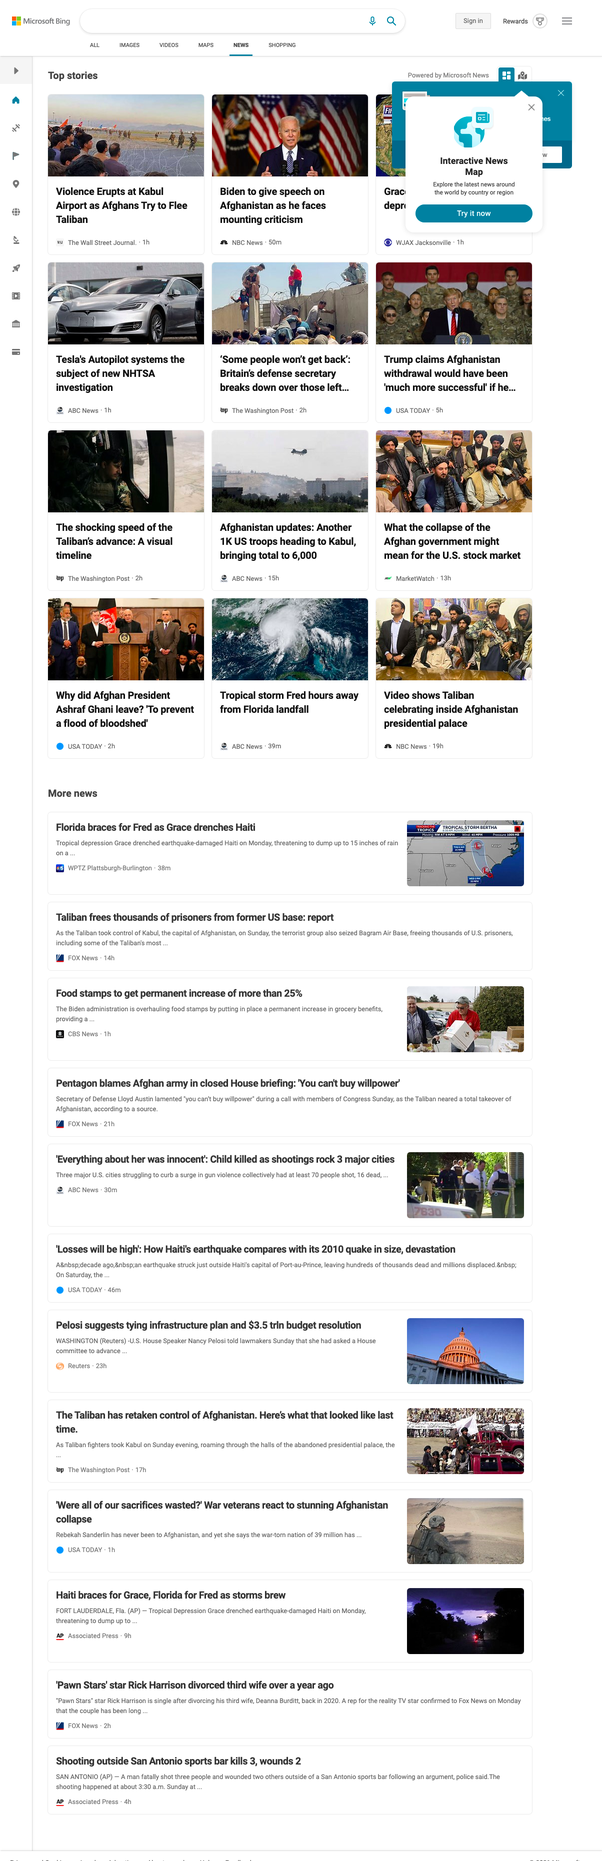 Microsoft Bing
Sign in
Rewards
ALL IMAGES VIDEOS MAPS NEWS SHOPPING
Top stories
Powered by Microsoft News
Interactive News
Map
Explore the latest news around
the world by country or region
Try it now
Violence Erupts at Kabul
Airport as Afghans Try to Flee
Taliban
The Wall Street Journal. · 1h
Biden to give speech on
Afghanistan as he faces
mounting criticism
NBC News · 50m
Grac
depr
WJAX Jacksonville · 1h
Tesla's Autopilot systems the
subject of new NHTSA
investigation
ABC News · 1h
'Some people won't get back':
Britain's defense secretary
breaks down over those left...
The Washington Post · 2h
Trump claims Afghanistan
withdrawal would have been
'much more successful' if he...
USA TODAY · 5h
The shocking speed of the
Taliban's advance: A visual
timeline
The Washington Post · 2h
Afghanistan updates: Another
1K US troops heading to Kabul,
bringing total to 6,000
ABC News · 15h
What the collapse of the
Afghan government might
mean for the U.S. stock market
MarketWatch · 13h
Why did Afghan President
Ashraf Ghani leave? 'To prevent
a flood of bloodshed'
USA TODAY · 2h
Tropical storm Fred hours away
from Florida landfall
ABC News · 39m
Video shows Taliban
celebrating inside Afghanistan
presidential palace
NBC News · 19h
More news
Florida braces for Fred as Grace drenches Haiti
Tropical depression Grace drenched earthquake-damaged Haiti on Monday, threatening to dump up to 15 inches of rain
on a ...
WPTZ Plattsburgh-Burlington · 38m
TROPICAL STORM BERTHA
Taliban frees thousands of prisoners from former US base: report
As the Taliban took control of Kabul, the capital of Afghanistan, on Sunday, the terrorist group also seized Bagram Air Base, freeing thousands of U.S. prisoners,
including some of the Taliban's most ...
FOX News · 14h
Food stamps to get permanent increase of more than 25%
The Biden administration is overhauling food stamps by putting in place a permanent increase in grocery benefits,
providing a ...
CBS News · 1h
Pentagon blames Afghan army in closed House briefing: 'You can't buy willpower'
Secretary of Defense Lloyd Austin lamented "you can't buy willpower" during a call with members of Congress Sunday, as the Taliban neared a total takeover of
Afghanistan, according to a source.
FOX News · 21h
'Everything about her was innocent': Child killed as shootings rock 3 major cities
Three major U.S. cities struggling to curb a surge in gun violence collectively had at least 70 people shot, 16 dead, ...
ABC News · 30m
7630
'Losses will be high': How Haiti's earthquake compares with its 2010 quake in size, devastation
A&nbsp;decade ago,&nbsp;an earthquake struck just outside Haiti's capital of Port-au-Prince, leaving hundreds of thousands dead and millions displaced.&nbsp;
On Saturday, the ...
USA TODAY · 46m
Pelosi suggests tying infrastructure plan and $3.5 trln budget resolution
WASHINGTON (Reuters) -U.S. House Speaker Nancy Pelosi told lawmakers Sunday that she had asked a House
committee to advance ...
Reuters · 23h
The Taliban has retaken control of Afghanistan. Here's what that looked like last
time.
As Taliban fighters took Kabul on Sunday evening, roaming through the halls of the abandoned presidential palace, the
...
The Washington Post · 17h
'Were all of our sacrifices wasted?' War veterans react to stunning Afghanistan
collapse
Rebekah Sanderlin has never been to Afghanistan, and yet she says the war-torn nation of 39 million has ...
USA TODAY · 1h
Haiti braces for Grace, Florida for Fred as storms brew
FORT LAUDERDALE, Fla. (AP) — Tropical Depression Grace drenched earthquake-damaged Haiti on Monday,
threatening to dump up to ...
AP Associated Press · 9h
'Pawn Stars' star Rick Harrison divorced third wife over a year ago
"Pawn Stars" star Rick Harrison is single after divorcing his third wife, Deanna Burditt, back in 2020. A rep for the reality TV star confirmed to Fox News on Monday
that the couple has been long ...
FOX News · 2h
Shooting outside San Antonio sports bar kills 3, wounds 2
SAN ANTONIO (AP) — A man fatally shot three people and wounded two others outside of a San Antonio sports bar following an argument, police said.The
shooting happened at about 3:30 a.m. Sunday at ...
AP Associated Press · 4h